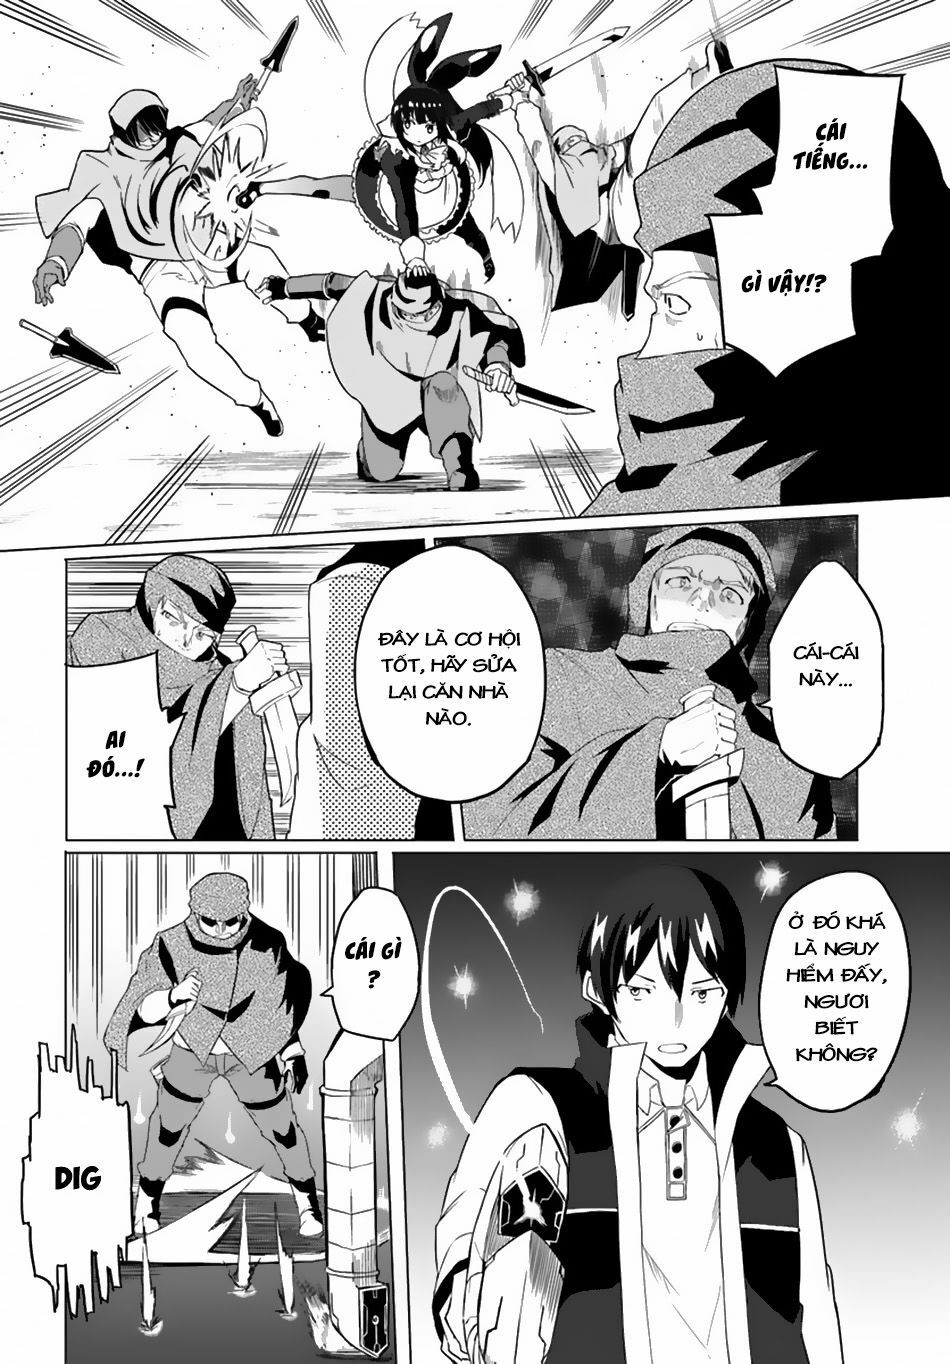 CÁI
TIẾNG...
GÌ VẬY!?
CÁI-CÁI
NÀY...
ĐÂY LÀ CƠ HỘI
TỐT, HÃY SỬA
LẠI CĂN NHÀ
NÀO.
AI
ĐÓ...!
Ở ĐÓ KHÁ
LÀ NGUY
HIỂM ĐẤY,
NGƯƠI
BIẾT
KHÔNG?
CÁI GÌ
?
DIG